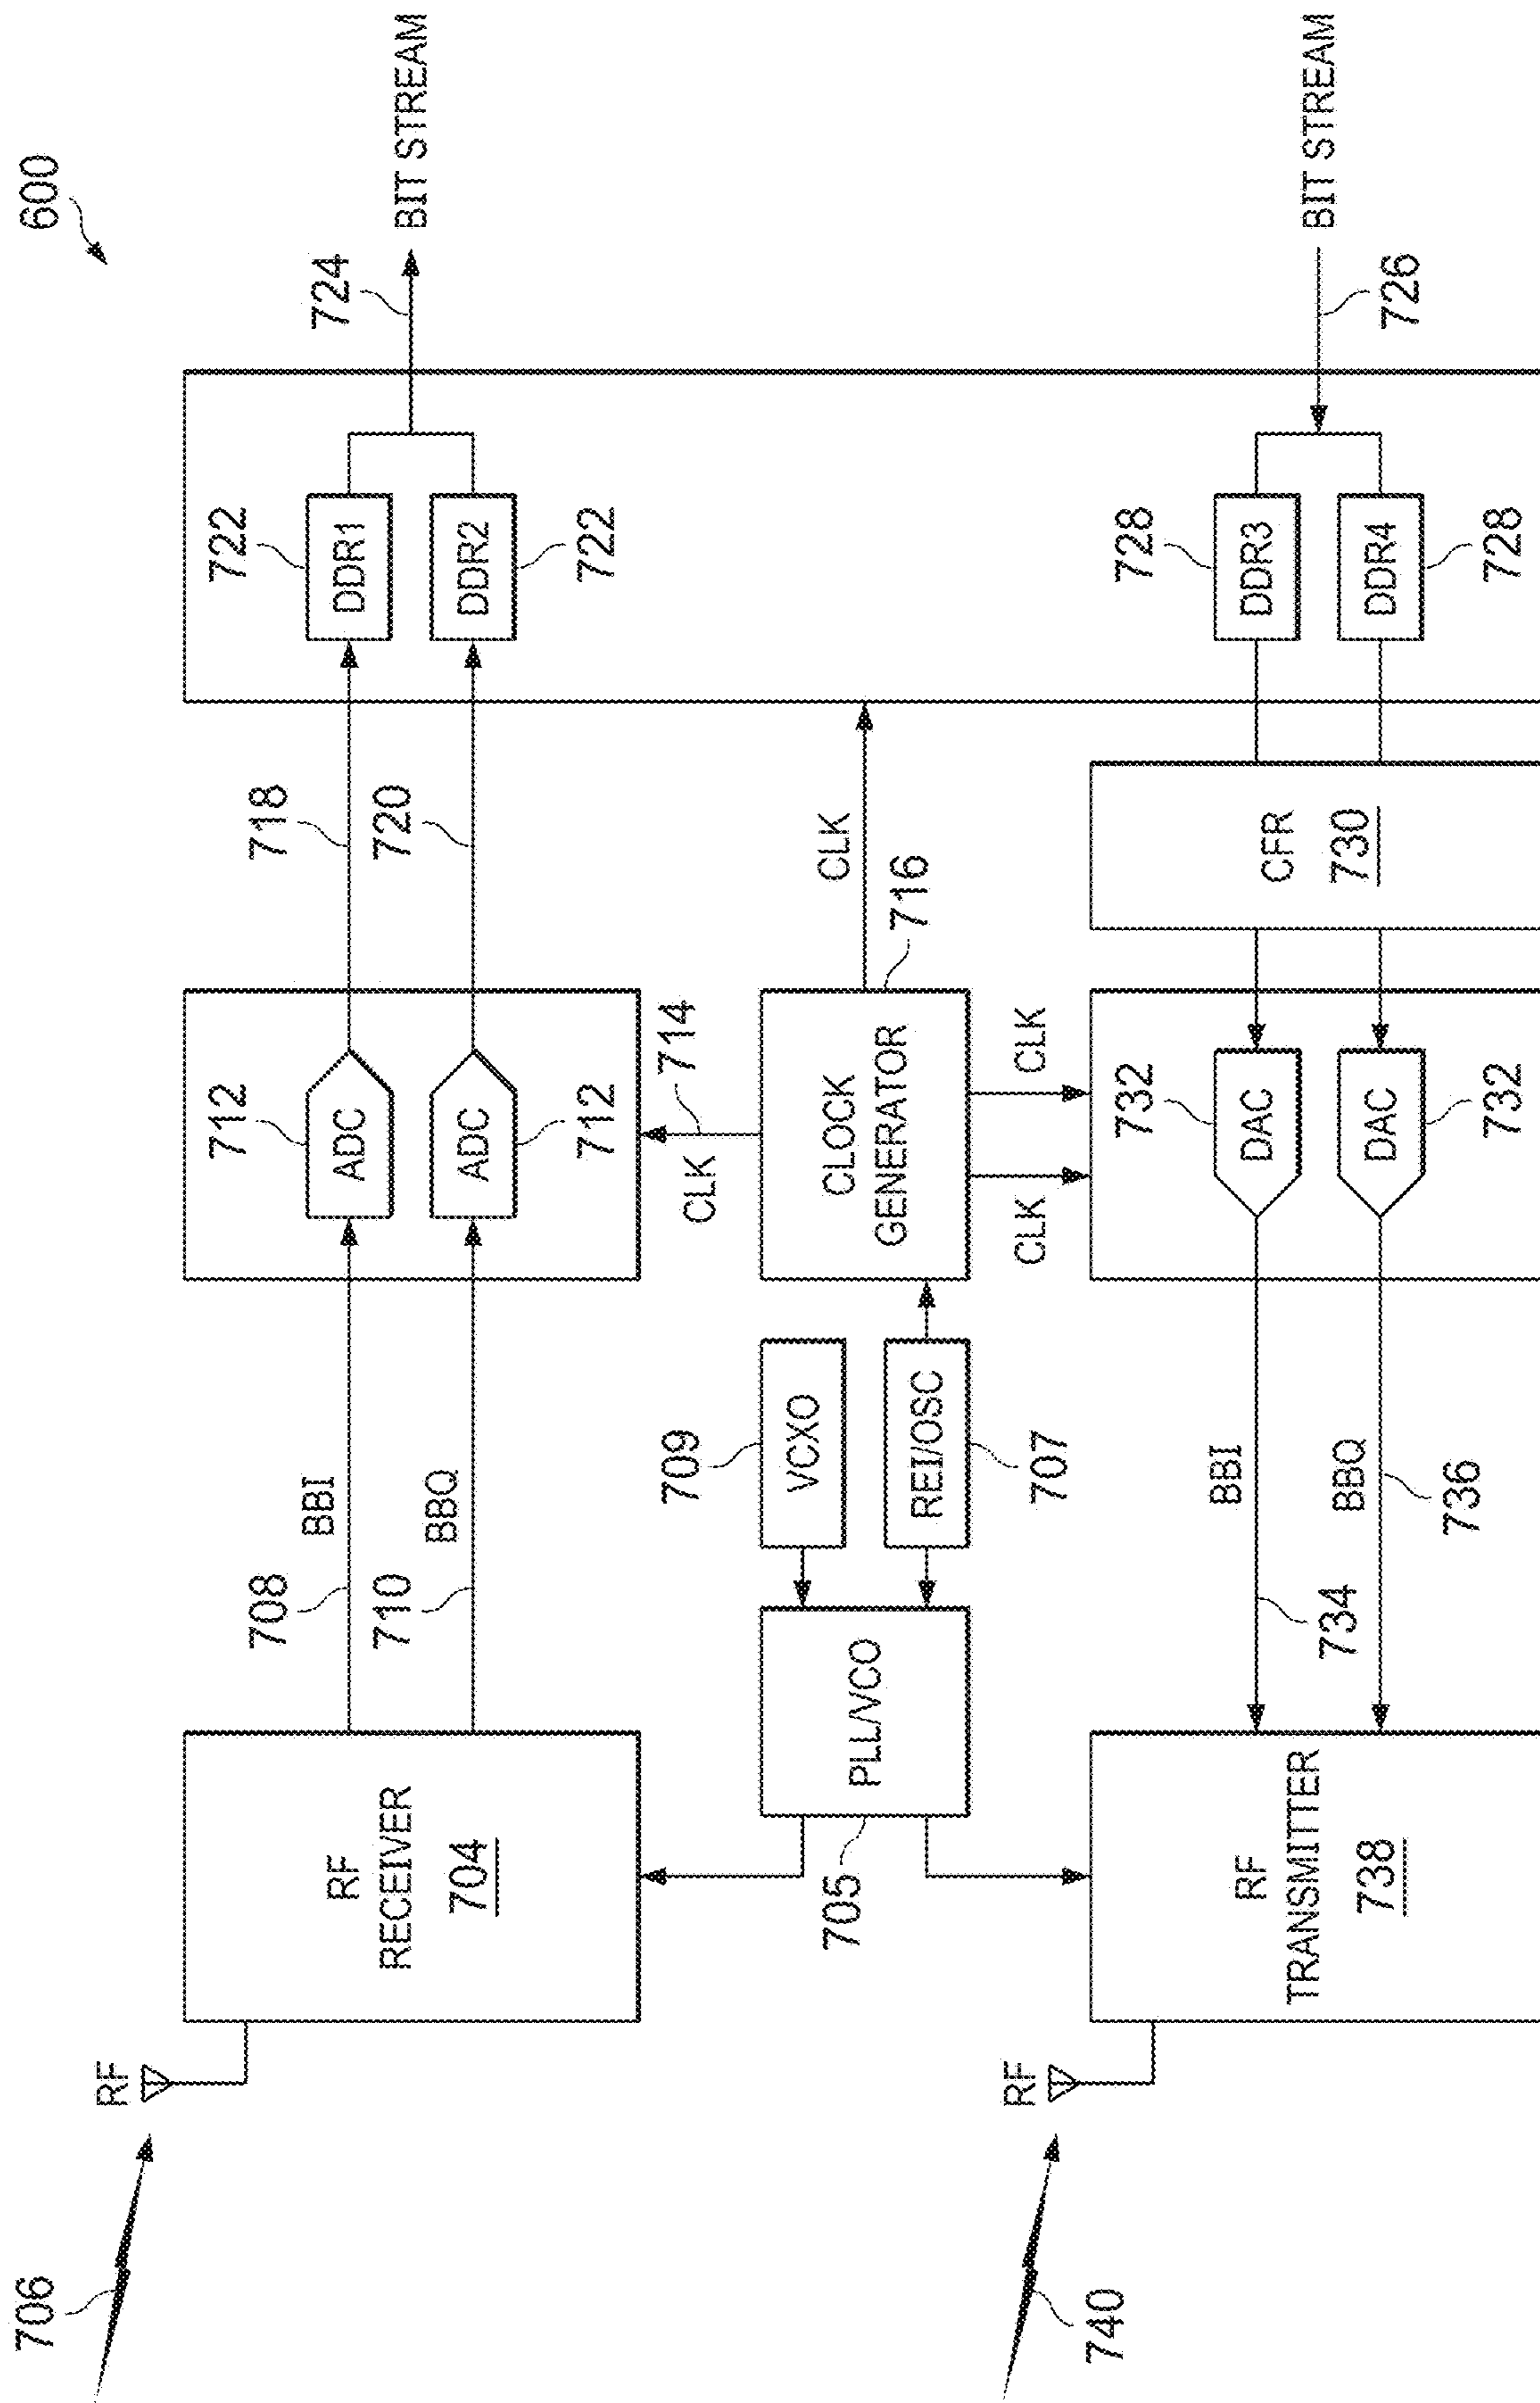 600
706
RF
RF
RECEIVER
704
708
BBI
710
BBQ
712
ADC
ADC
712
718
720
722
DDR1
DDR2
722
724
BIT STREAM
705
PLL/VCO
709
VCXO
REI/OSC
707
CLK
714
CLOCK
GENERATOR
716
CLK
CLK
CLK
740
RF
RF
TRANSMITTER
738
734
BBI
BBQ
736
732
DAC
DAC
732
CFR
730
728
DDR3
DDR4
728
726
BIT STREAM